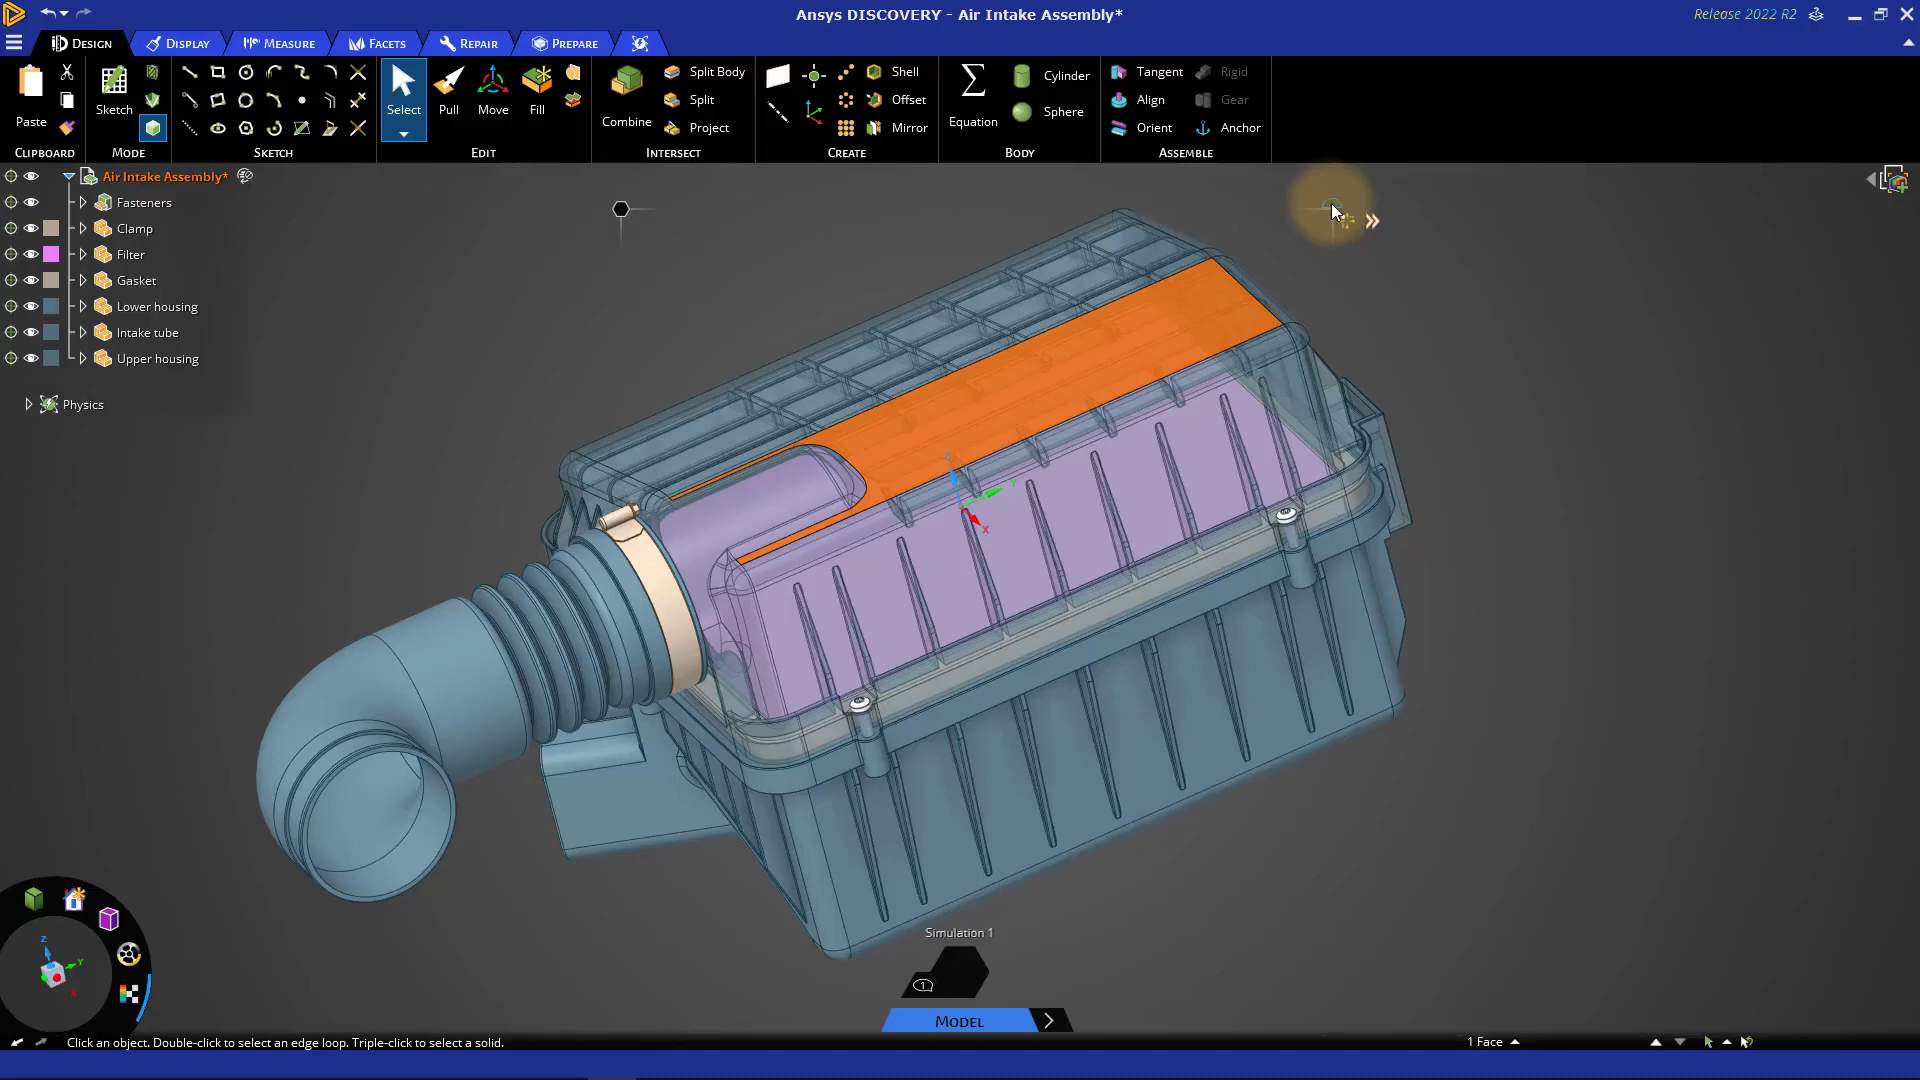 Ansys DISCOVERY - Air Intake Assembly*
Release 2022 R2
DESIGN
DISPLAY
MEASURE
FACETS
REPAIR
PREPARE
Paste
CLIPBOARD
Sketch
MODE
SKETCH
Select
Pull
Move
Fill
EDIT
Combine
Split Body
Split
Project
INTERSECT
Shell
Offset
Mirror
CREATE
Equation
Cylinder
Sphere
BODY
Tangent
Align
Orient
Rigid
Gear
Anchor
ASSEMBLE
Air Intake Assembly*
Fasteners
Clamp
Filter
Gasket
Lower housing
Intake tube
Upper housing
Physics
Z
Y
X
Simulation 1
1
MODEL
Z
Y
X
Click an object. Double-click to select an edge loop. Triple-click to select a solid.
1 Face